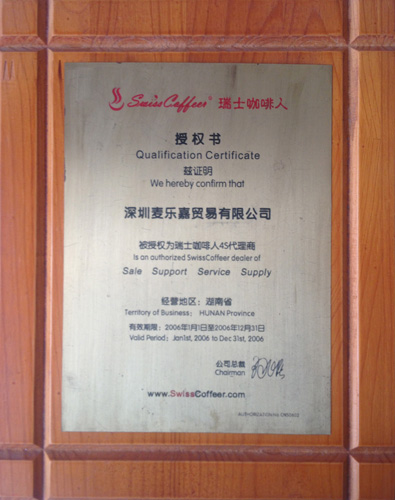 SwissCoffeer® 瑞士咖啡人
授权书
Qualification Certificate
兹证明
We hereby confirm that
深圳麦乐嘉贸易有限公司
被授权为瑞士咖啡人4S代理商
Is an authorized SwissCoffeer dealer of
Sale Support Service Supply
经营地区：湖南省
Territory of Business： HUNAN Province
有效期限：2006年1月1日至2006年12月31日
Valid Period：Jan1st, 2006 to Dec 31st, 2006
公司总裁
Chairman
www.SwissCoffeer.com